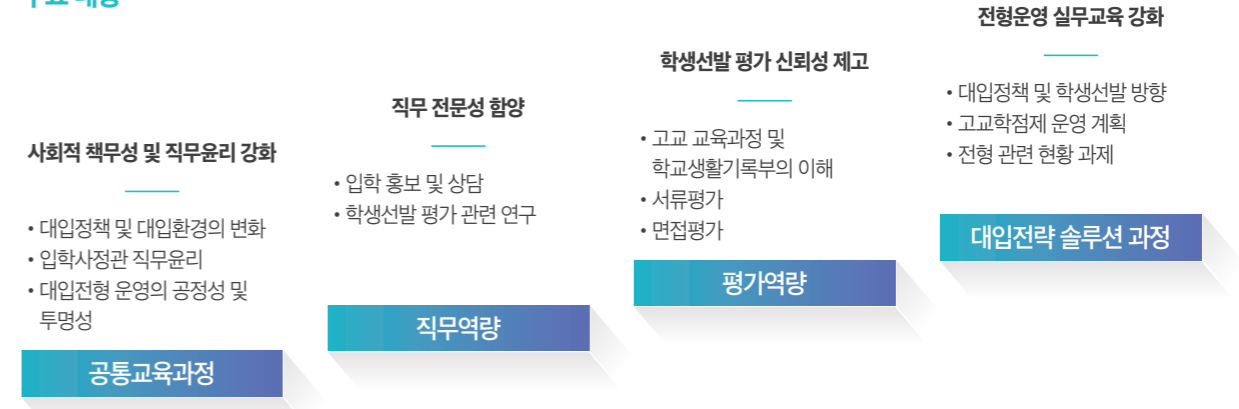 사회적 책무성 및 직무윤리 강화
• 대입정책 및 대입환경의 변화
• 입학사정관 직무윤리
• 대입전형 운영의 공정성 및
투명성
공통교육과정
직무 전문성 함양
• 입학 홍보 및 상담
• 학생선발 평가 관련 연구
직무역량
학생선발 평가 신뢰성 제고
• 고교 교육과정 및
학교생활기록부의 이해
• 서류평가
• 면접평가
평가역량
전형운영 실무교육 강화
• 대입정책 및 학생선발 방향
• 고교학점제 운영 계획
• 전형 관련 현황 과제
대입전략 솔루션 과정